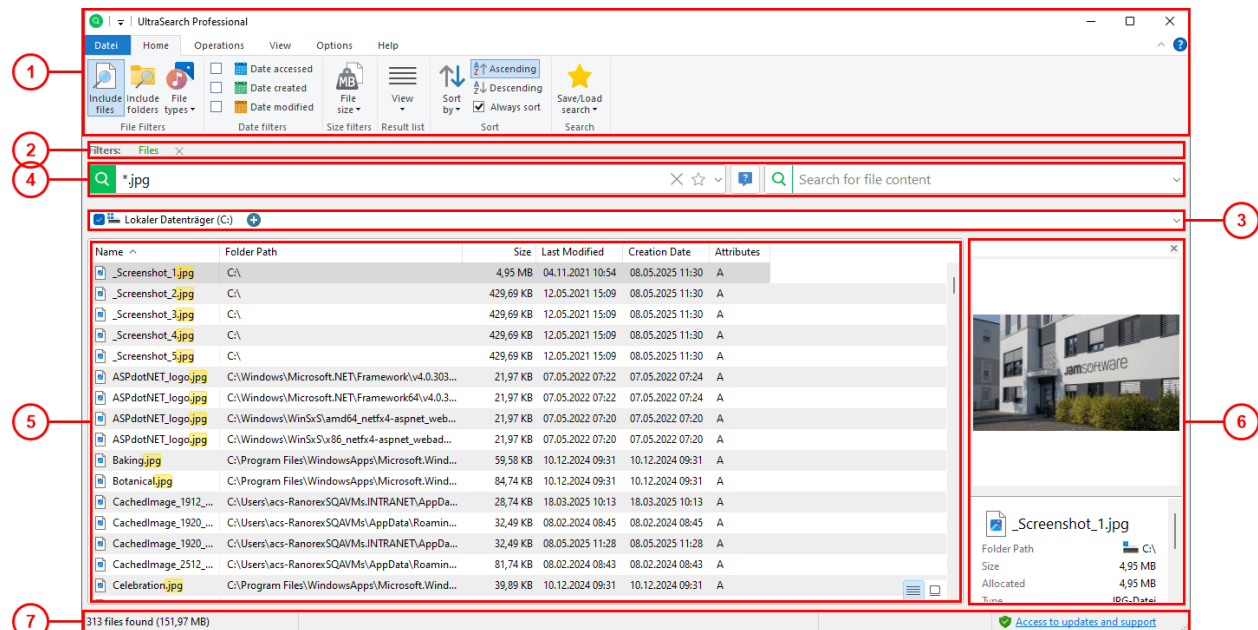 UltraSearch Professional
Datei Home Operations View Options Help
1
Include files Include folders File types
Date accessed
Date created
Date modified
MB
File size
View
Sort by
A Z Ascending
A Z Descending
Always sort
Save/Load search
File Filters Date filters Size filters Result list Sort Search
2
Filters: Files
4
*.jpg
Search for file content
Lokaler Datenträger (C:)
3
Name Folder Path Size Last Modified Creation Date Attributes
_Screenshot_1.jpg C:\ 4,95 MB 04.11.2021 10:54 08.05.2025 11:30 A
_Screenshot_2.jpg C:\ 429,69 KB 12.05.2021 15:09 08.05.2025 11:30 A
_Screenshot_3.jpg C:\ 429,69 KB 12.05.2021 15:09 08.05.2025 11:30 A
_Screenshot_4.jpg C:\ 429,69 KB 12.05.2021 15:09 08.05.2025 11:30 A
_Screenshot_5.jpg C:\ 429,69 KB 12.05.2021 15:09 08.05.2025 11:30 A
ASPdotNET_logo.jpg C:\Windows\Microsoft.NET\Framework\v4.0.303... 21,97 KB 07.05.2022 07:22 07.05.2022 07:24 A
ASPdotNET_logo.jpg C:\Windows\Microsoft.NET\Framework64\v4.0.3... 21,97 KB 07.05.2022 07:22 07.05.2022 07:24 A
ASPdotNET_logo.jpg C:\Windows\WinSxS\amd64_netfx4-aspnet_web... 21,97 KB 07.05.2022 07:20 07.05.2022 07:20 A
ASPdotNET_logo.jpg C:\Windows\WinSxS\x86_netfx4-aspnet_webad... 21,97 KB 07.05.2022 07:20 07.05.2022 07:20 A
Baking.jpg C:\Program Files\WindowsApps\Microsoft.Wind... 59,58 KB 10.12.2024 09:31 10.12.2024 09:31 A
Botanical.jpg C:\Program Files\WindowsApps\Microsoft.Wind... 84,74 KB 10.12.2024 09:31 10.12.2024 09:31 A
CachedImage_1912_... C:\Users\acs-RanorexSQAVMs.INTRANET\AppDa... 28,74 KB 18.03.2025 10:13 18.03.2025 10:13 A
CachedImage_1920_... C:\Users\acs-RanorexSQAVMs\AppData\Roamin... 32,49 KB 08.02.2024 08:45 08.02.2024 08:45 A
CachedImage_1920_... C:\Users\acs-RanorexSQAVMs.INTRANET\AppDa... 32,49 KB 08.05.2025 11:28 08.05.2025 11:28 A
CachedImage_2512_... C:\Users\acs-RanorexSQAVMs\AppData\Roamin... 81,74 KB 08.02.2024 08:43 08.02.2024 08:43 A
Celebration.jpg C:\Program Files\WindowsApps\Microsoft.Wind... 39,89 KB 10.12.2024 09:31 10.12.2024 09:31 A
5
jamsoftware
6
_Screenshot_1.jpg
Folder Path C:\
Size 4,95 MB
Allocated 4,95 MB
Type JPG-Datei
7
313 files found (151,97 MB)
Access to updates and support